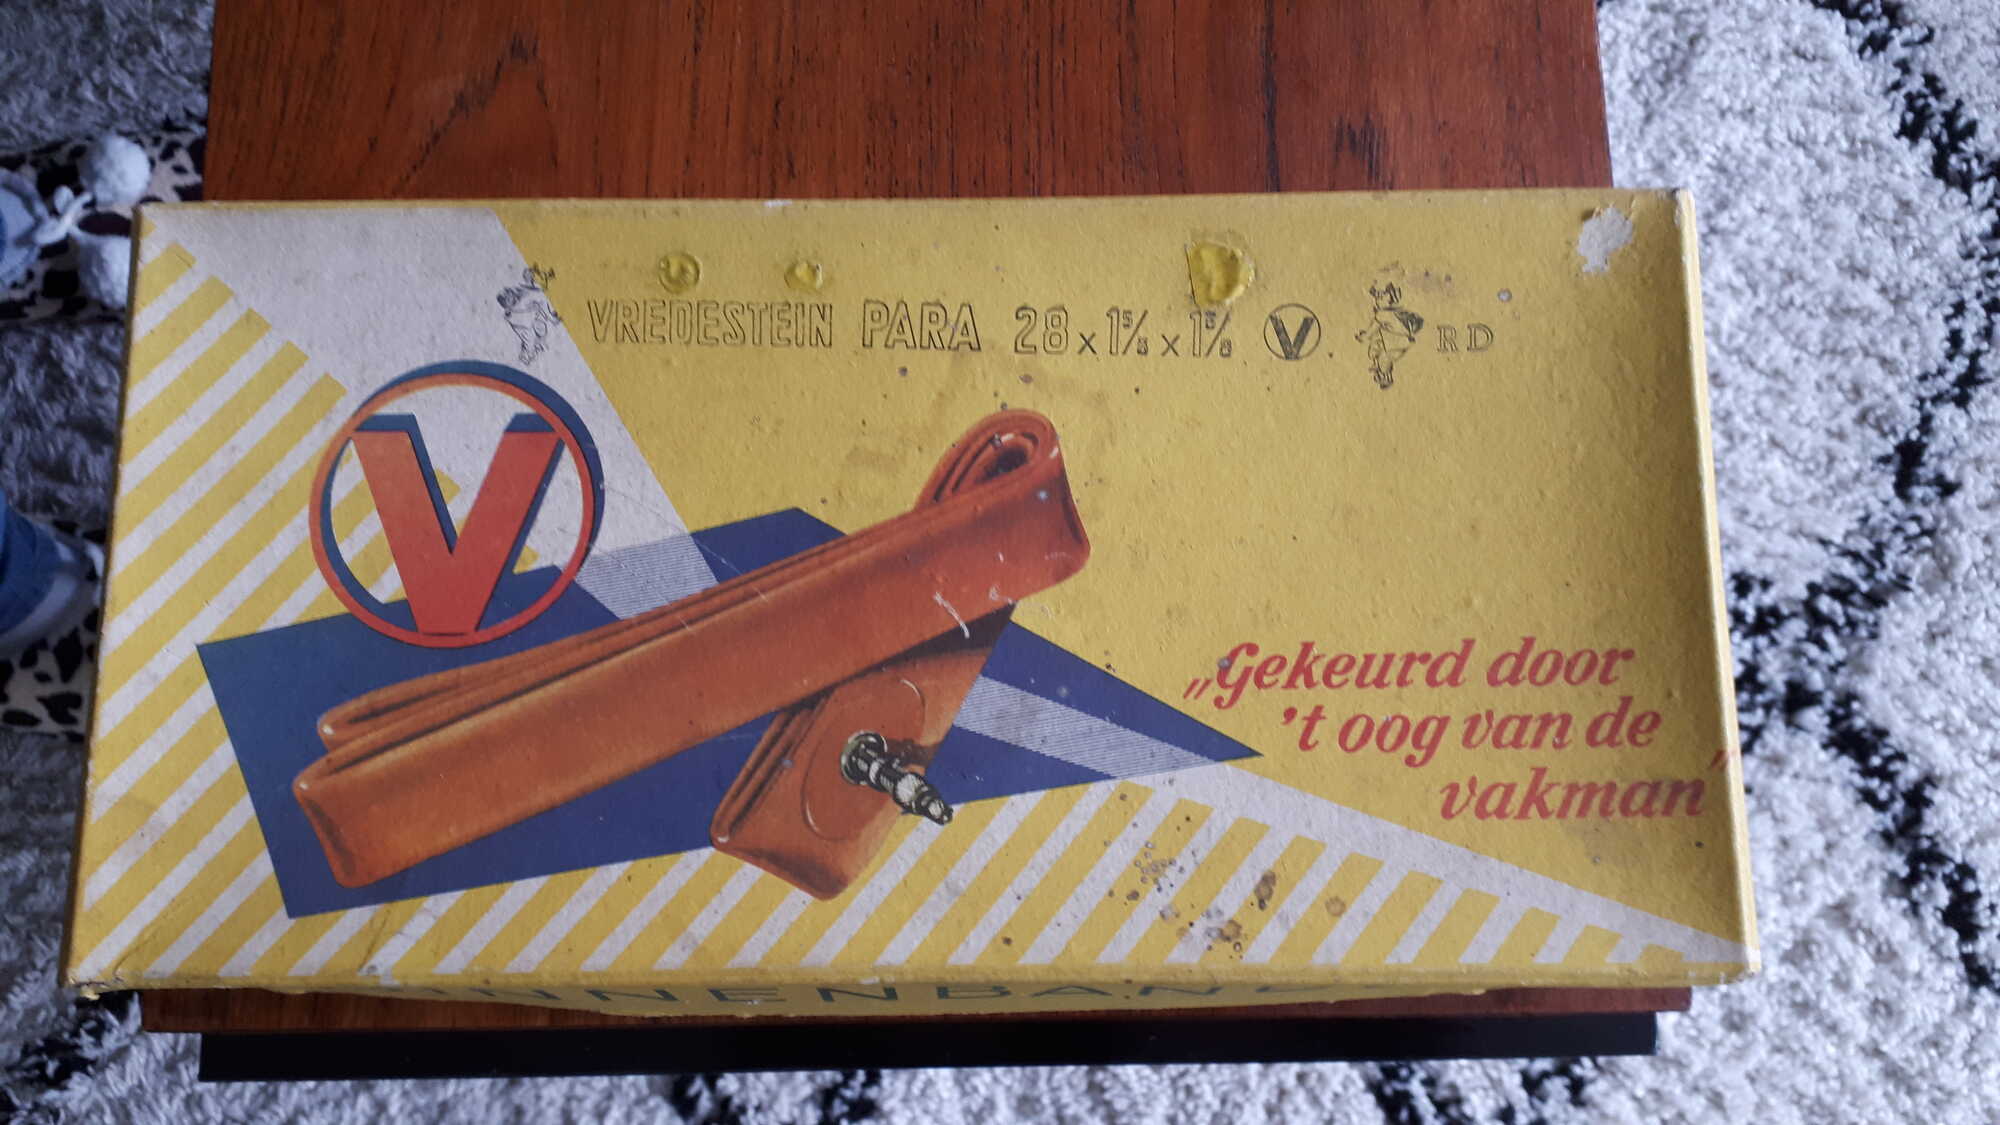 VREDESTEIN PARA 28 x 1⅝ x 1⅜ V RD
V
„Gekeurd door
't oog van de
vakman"